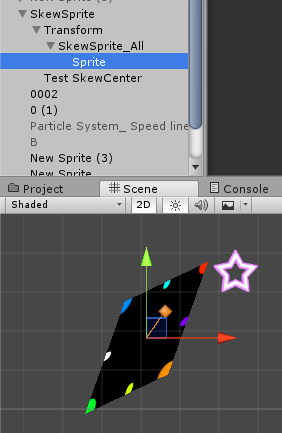 SkewSprite
Transform
SkewSprite_All
Sprite
Test SkewCenter
0002
0 (1)
Particle System_ Speed line
B
New Sprite (3)
New Sprite
Project Scene Console
Shaded 2D